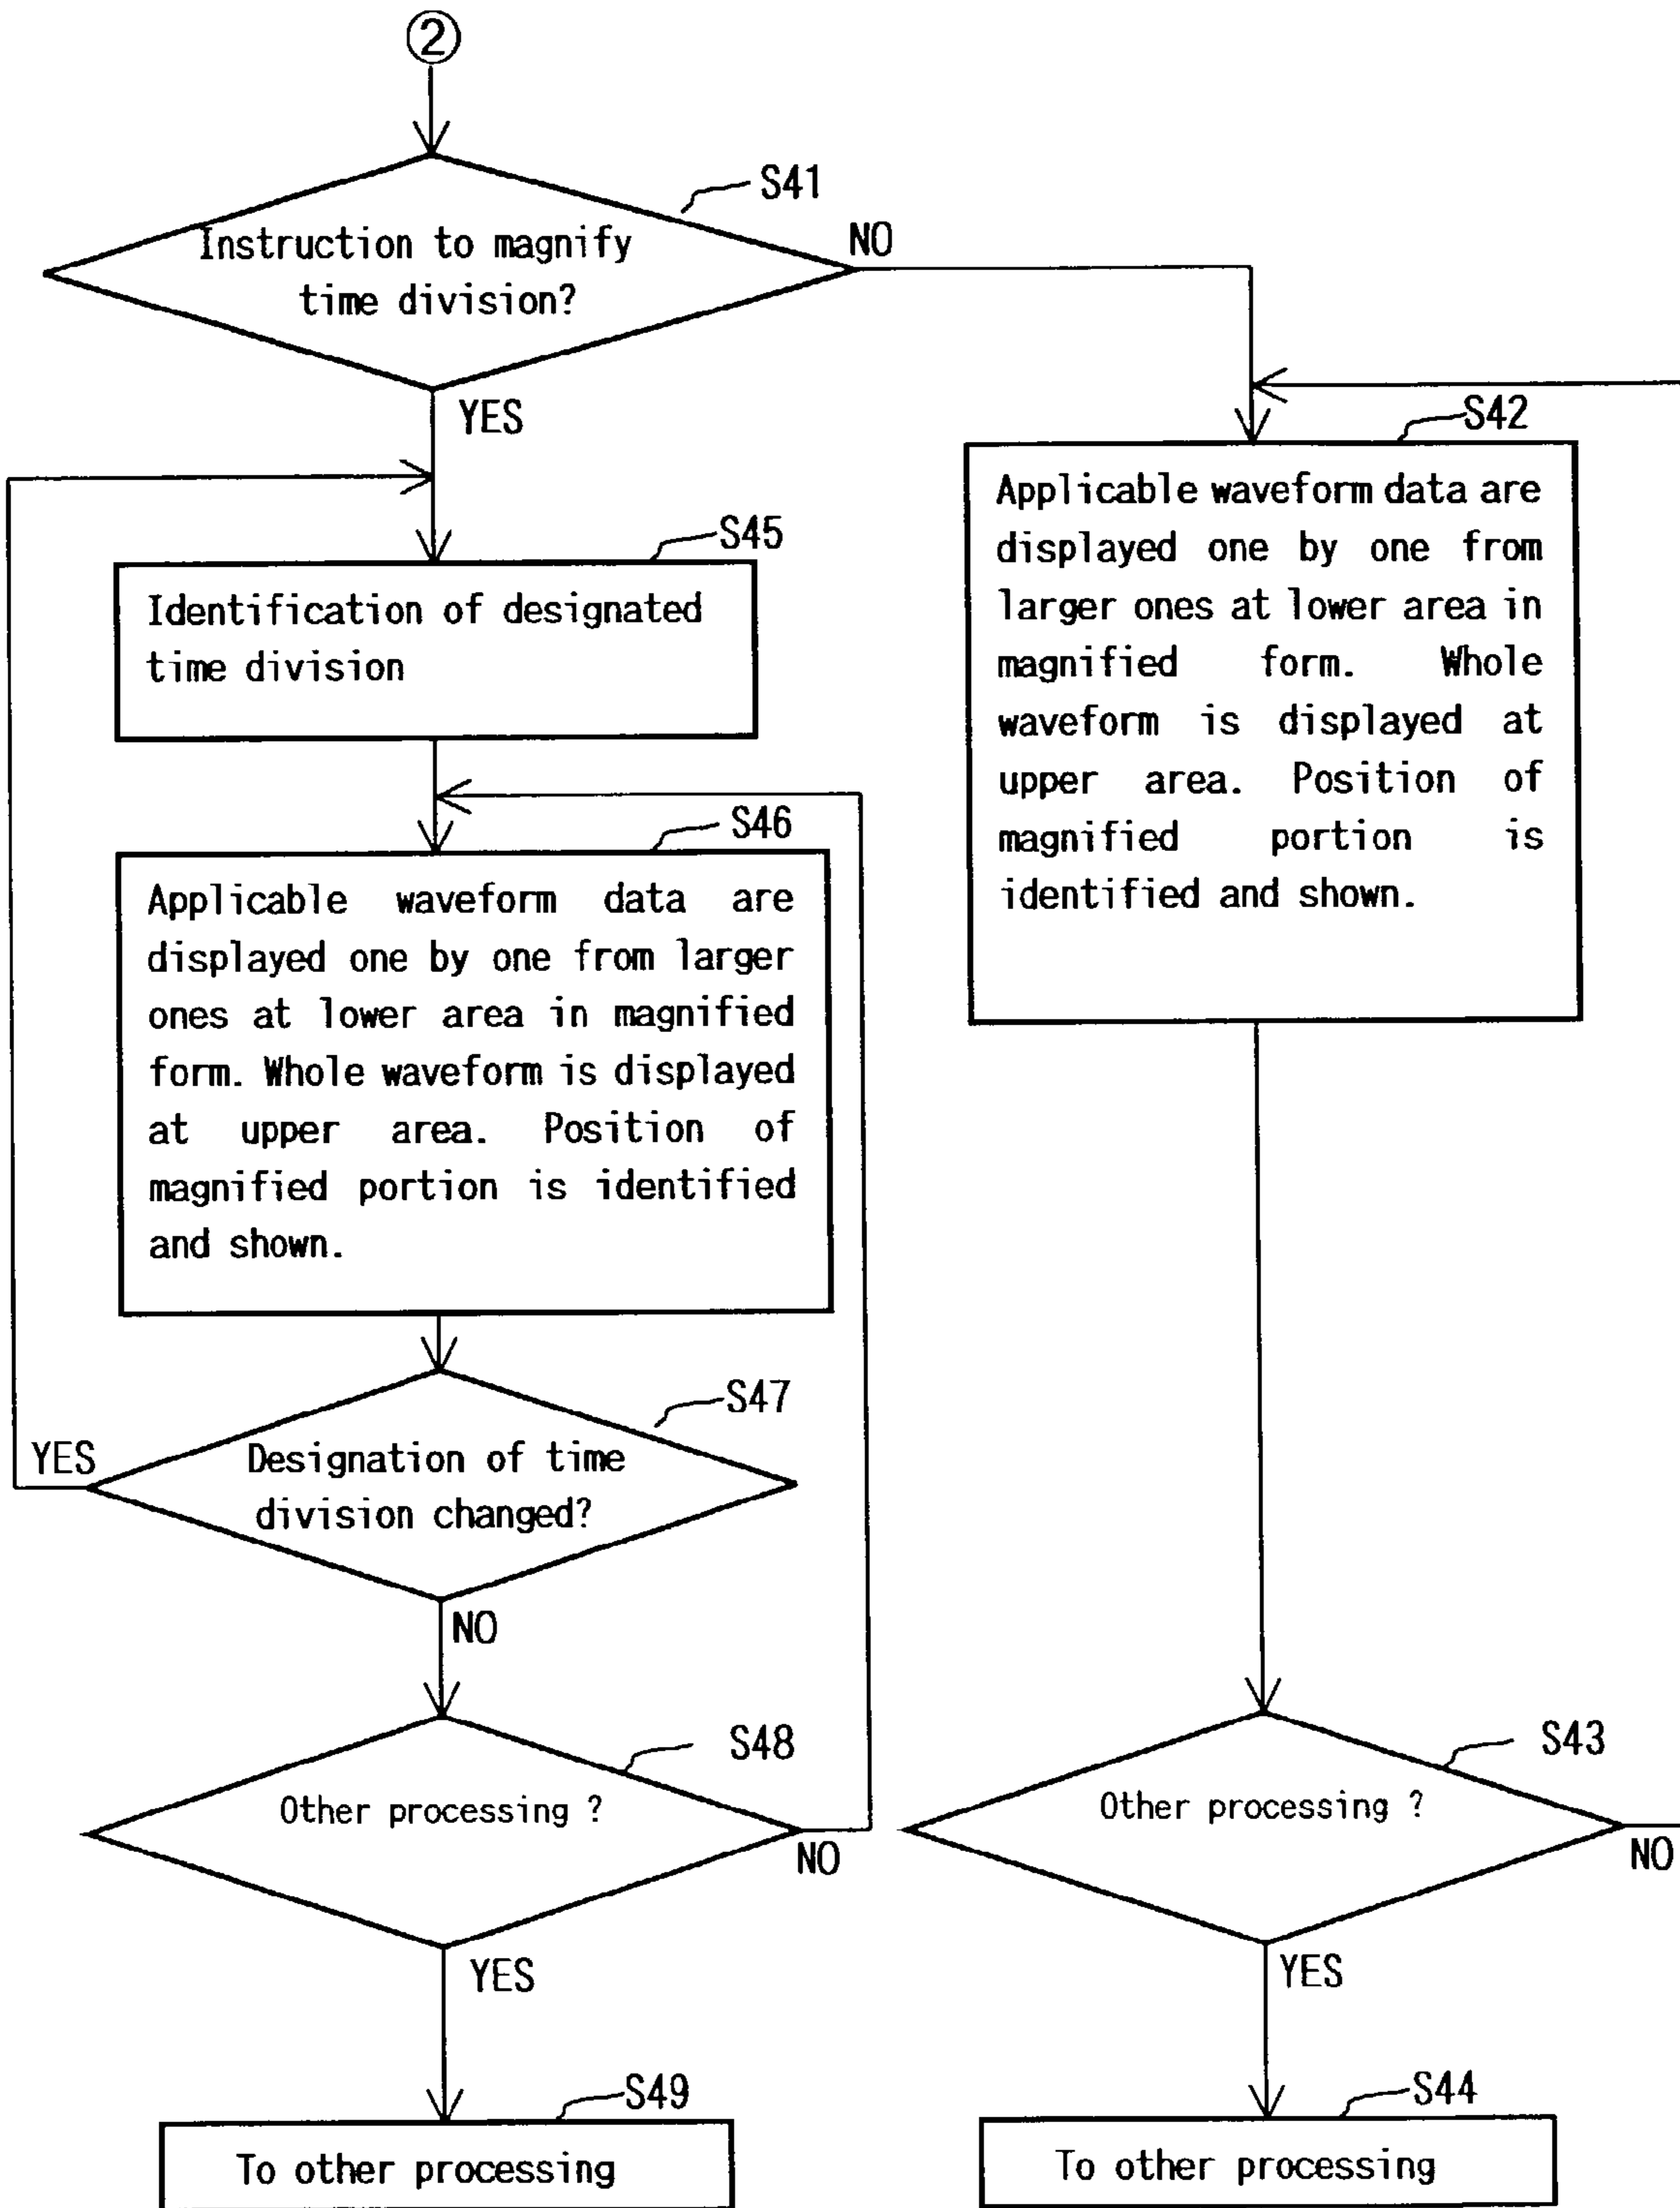 ②
S41
Instruction to magnify
time division?
NO
YES
S45
Identification of designated
time division
S46
Applicable waveform data are
displayed one by one from larger
ones at lower area in magnified
form. Whole waveform is displayed
at upper area. Position of
magnified portion is identified
and shown.
S47
YES
Designation of time
division changed?
NO
S48
Other processing ?
NO
YES
S49
To other processing
S42
Applicable waveform data are
displayed one by one from
larger ones at lower area in
magnified form. Whole
waveform is displayed at
upper area. Position of
magnified portion is
identified and shown.
S43
Other processing ?
NO
YES
S44
To other processing